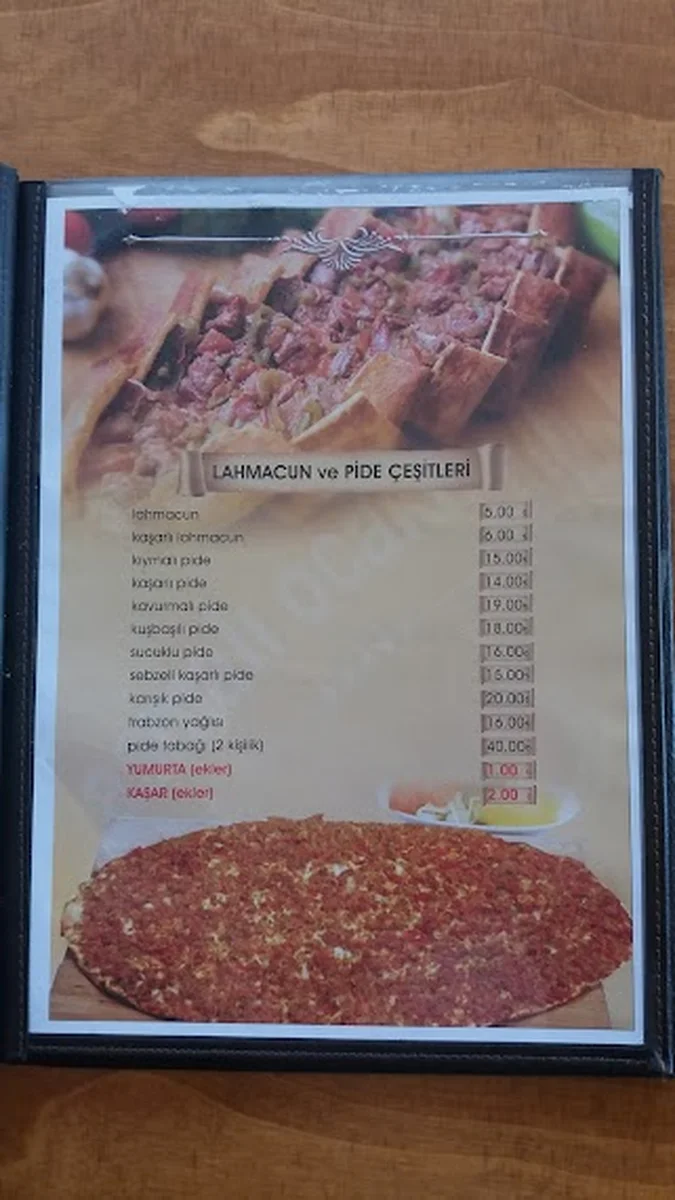 LAHMACUN ve PİDE ÇEŞİTLERİ
lahmacun 5.00 ₺
kaşarlı lahmacun 6.00 ₺
kıymalı pide 15.00₺
kaşarlı pide 14.00₺
kavurmalı pide 19.00₺
kuşbaşılı pide 18.00₺
sucuklu pide 16.00₺
sebzeli kaşarlı pide 15.00₺
karışık pide 20.00₺
trabzon yağlısı 16.00₺
pide tabağı (2 kişilik) 40.00₺
YUMURTA (ekler) 1.00 ₺
KAŞAR (ekler) 2.00 ₺